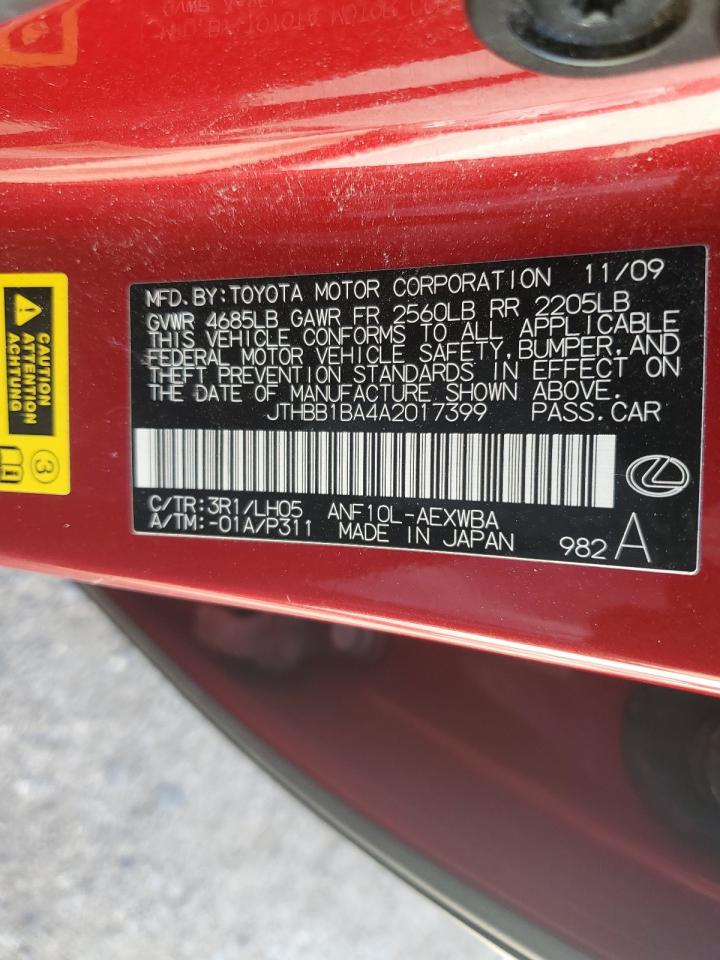 MFD. BY: TOYOTA MOTOR CORPORATION 11/09
GVWR 4685LB GAWR FR 2560LB RR 2205LB
THIS VEHICLE CONFORMS TO ALL APPLICABLE
FEDERAL MOTOR VEHICLE SAFETY, BUMPER, AND
THEFT PREVENTION STANDARDS IN EFFECT ON
THE DATE OF MANUFACTURE SHOWN ABOVE.
JTHBB1BA4A2017399 PASS. CAR
C/TR: 3R1/LH05 ANF10L-AEXWBA
A/TM: -01A/P311 MADE IN JAPAN 982 A
CAUTION
ATTENTION
ACHTUNG
3